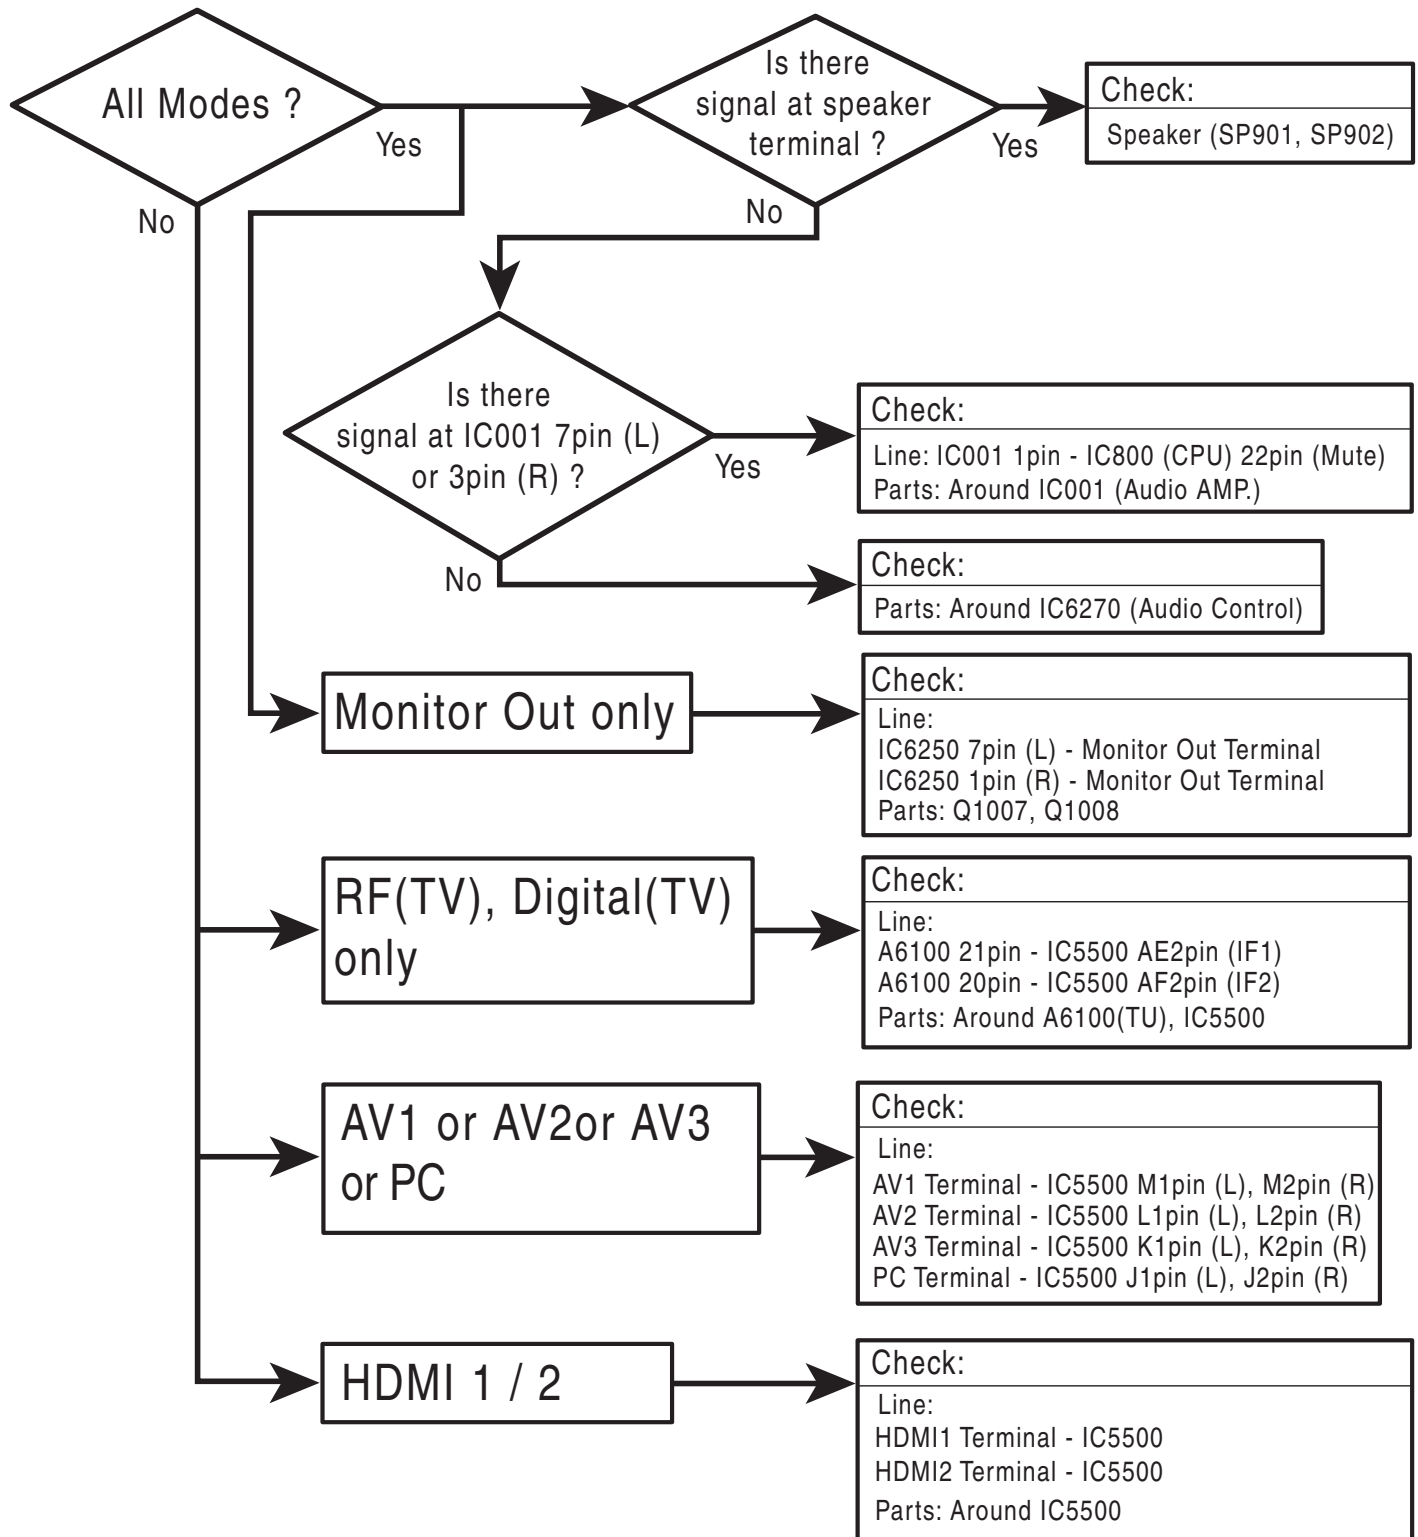 All Modes ?
Yes
No
Is there
signal at speaker
terminal ?
Yes
No
Check:
Speaker (SP901, SP902)
Is there
signal at IC001 7pin (L)
or 3pin (R) ?
Yes
No
Check:
Line: IC001 1pin - IC800 (CPU) 22pin (Mute)
Parts: Around IC001 (Audio AMP.)
Check:
Parts: Around IC6270 (Audio Control)
Monitor Out only
Check:
Line:
IC6250 7pin (L) - Monitor Out Terminal
IC6250 1pin (R) - Monitor Out Terminal
Parts: Q1007, Q1008
RF(TV), Digital(TV)
only
Check:
Line:
A6100 21pin - IC5500 AE2pin (IF1)
A6100 20pin - IC5500 AF2pin (IF2)
Parts: Around A6100(TU), IC5500
AV1 or AV2or AV3
or PC
Check:
Line:
AV1 Terminal - IC5500 M1pin (L), M2pin (R)
AV2 Terminal - IC5500 L1pin (L), L2pin (R)
AV3 Terminal - IC5500 K1pin (L), K2pin (R)
PC Terminal - IC5500 J1pin (L), J2pin (R)
HDMI 1 / 2
Check:
Line:
HDMI1 Terminal - IC5500
HDMI2 Terminal - IC5500
Parts: Around IC5500